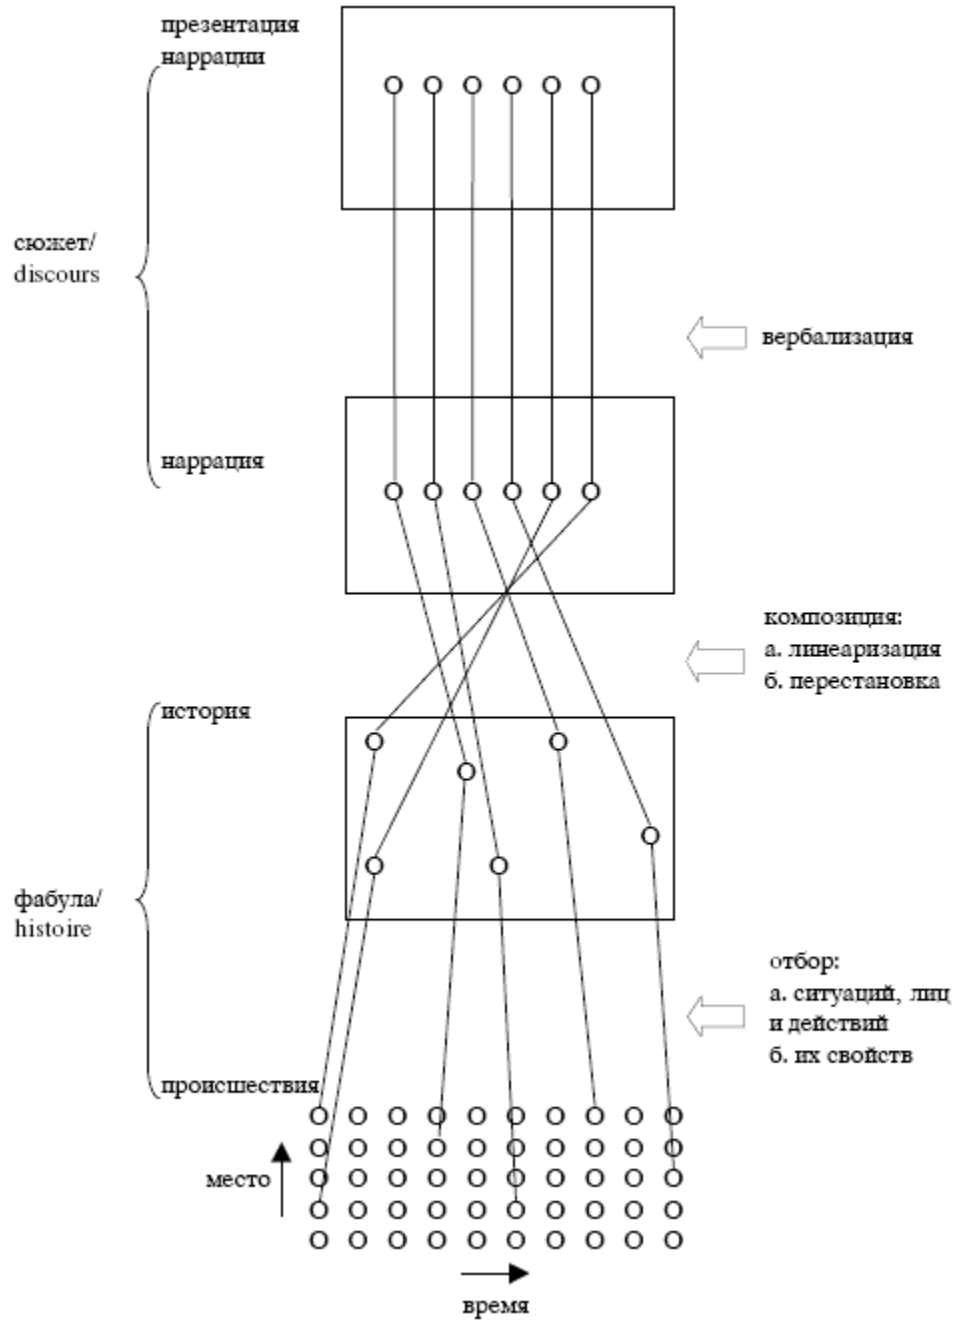 презентация
наррации
сюжет/
discours
вербализация
наррация
композиция:
а. линеаризация
б. перестановка
история
фабула/
histoire
отбор:
а. ситуаций, лиц
и действий
б. их свойств
происшествия
место
время